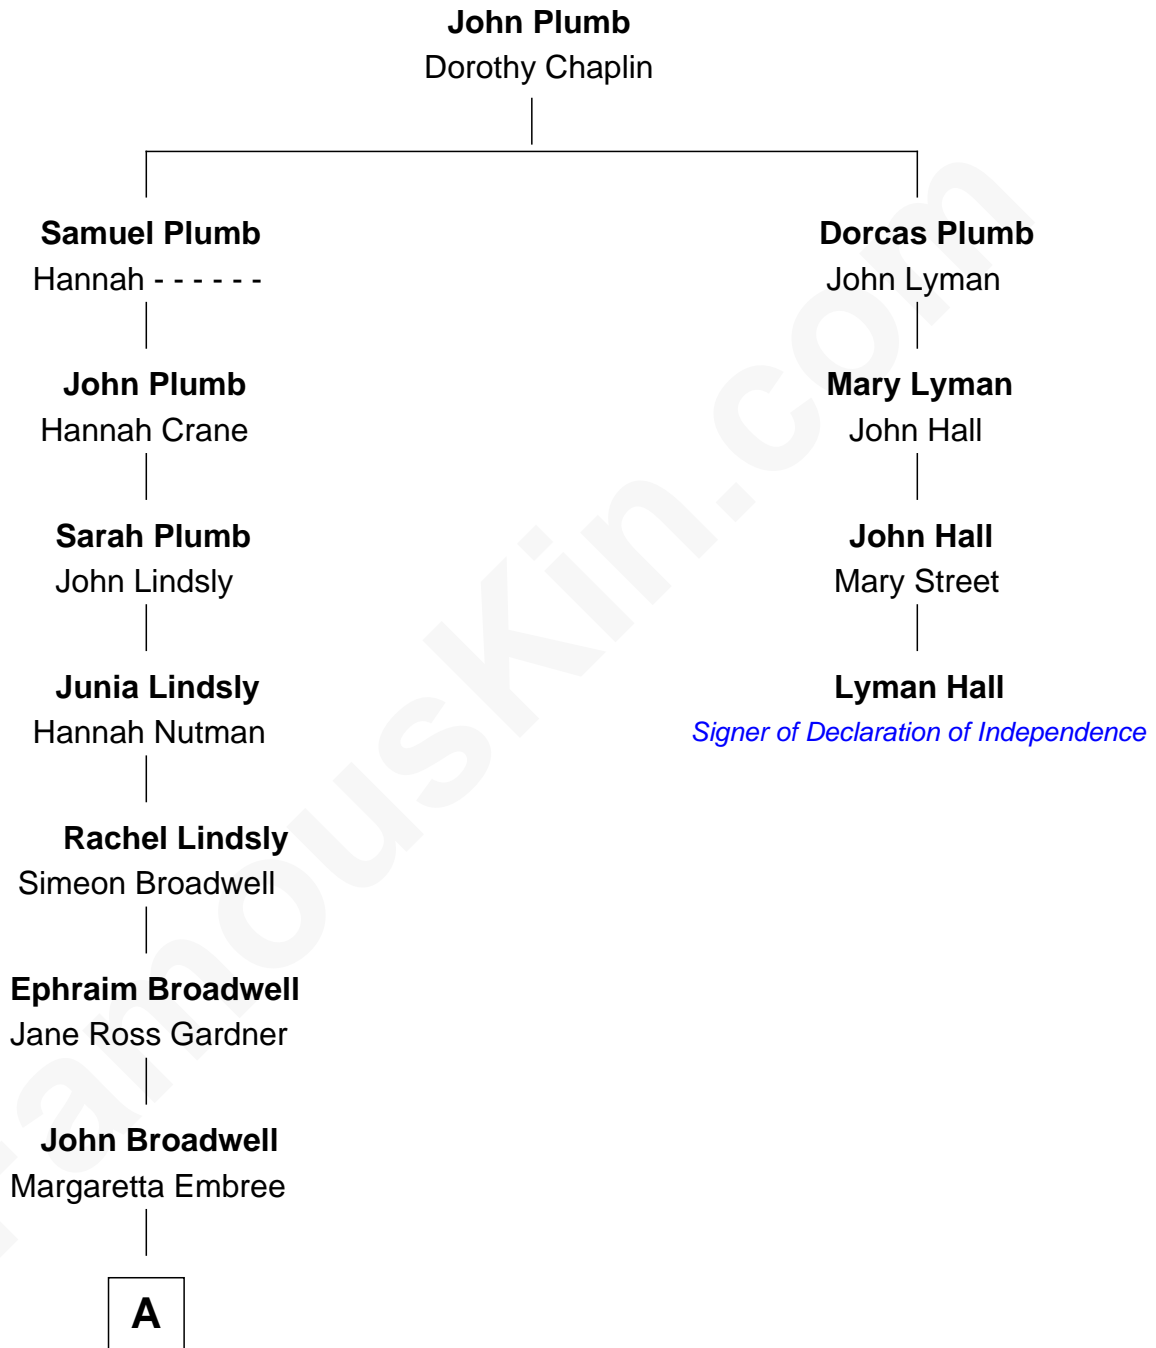 John Plumb
Dorothy Chaplin
Samuel Plumb
Hannah - - - - - -
John Plumb
Hannah Crane
Sarah Plumb
John Lindsly
Junia Lindsly
Hannah Nutman
Rachel Lindsly
Simeon Broadwell
Ephraim Broadwell
Jane Ross Gardner
John Broadwell
Margaretta Embree
A
Dorcas Plumb
John Lyman
Mary Lyman
John Hall
John Hall
Mary Street
Lyman Hall
Signer of Declaration of Independence
FamousKin.com